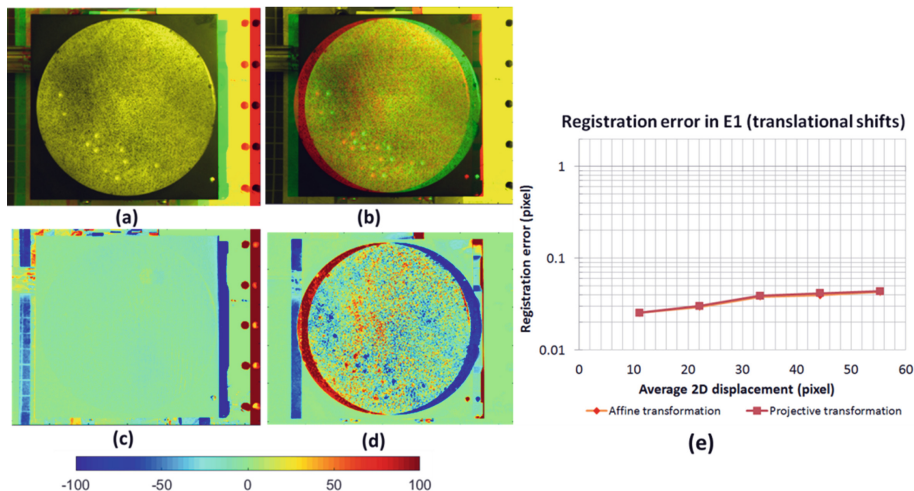 (a)
(b)
(c)
(d)
-100 -50 0 50 100
Registration error in E1 (translational shifts)
Registration error (pixel)
1
0.1
0.01
0 10 20 30 40 50 60
Average 2D displacement (pixel)
Affine transformation Projective transformation
(e)